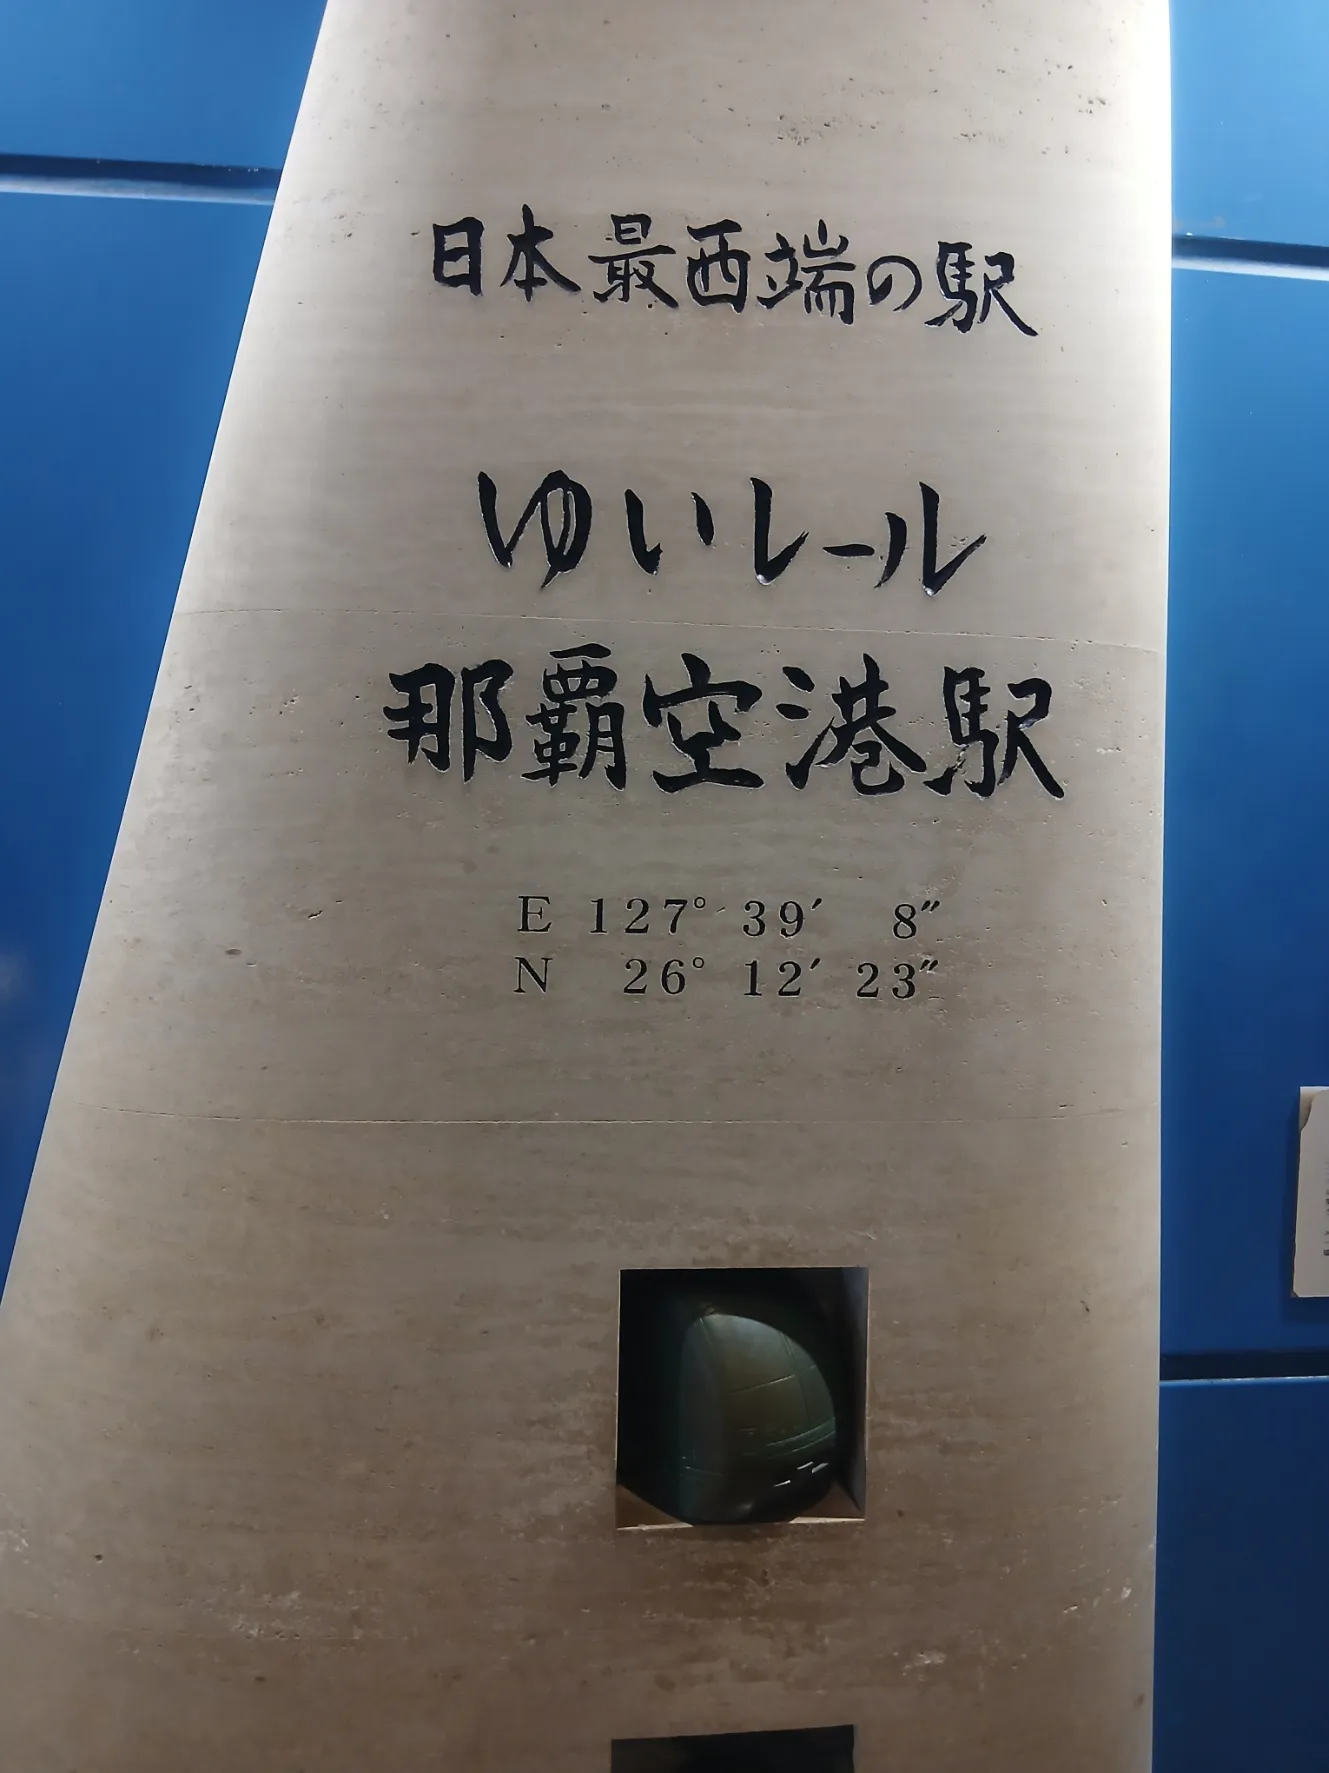 日本最西端の駅
ゆいレール
那覇空港駅
E 127° 39′ 8″
N 26° 12′ 23″